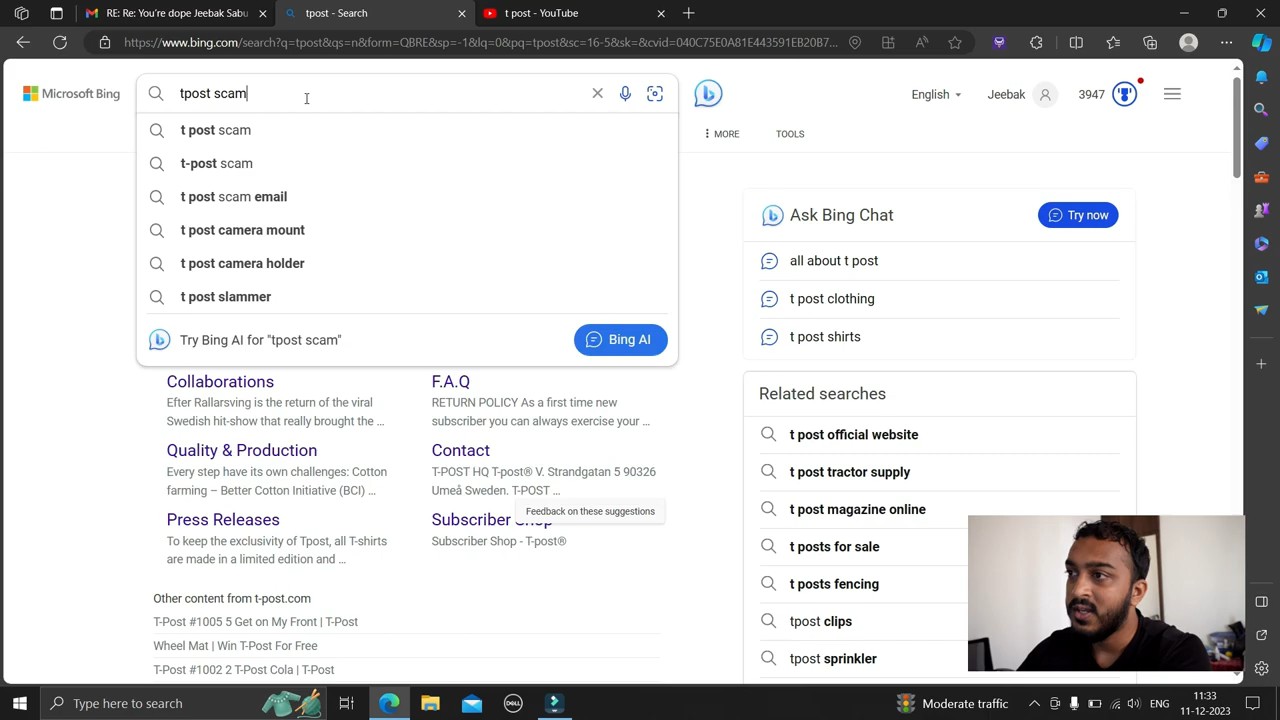 RE: Re: You're dope Jeebak Sabu
tpost - Search
t post - YouTube
https://www.bing.com/search?q=tpost&qs=n&form=QBRE&sp=-1&lq=0&pq=tpost&sc=16-5&sk=&cvid=040C75E0A81E443591EB20B7...
Microsoft Bing
tpost scam
English
Jeebak
3947
t post scam
MORE
TOOLS
t-post scam
t post scam email
t post camera mount
t post camera holder
t post slammer
Try Bing AI for "tpost scam"
Bing AI
Ask Bing Chat
Try now
all about t post
t post clothing
t post shirts
Collaborations
Efter Rallarsving is the return of the viral
Swedish hit-show that really brought the ...
F.A.Q
RETURN POLICY As a first time new
subscriber you can always exercise your ...
Quality & Production
Every step have its own challenges: Cotton
farming – Better Cotton Initiative (BCI) ...
Contact
T-POST HQ T-post® V. Strandgatan 5 90326
Umeå Sweden. T-POST ...
Feedback on these suggestions
Press Releases
To keep the exclusivity of Tpost, all T-shirts
are made in a limited edition and ...
Subscriber Shop
Subscriber Shop - T-post®
Other content from t-post.com
T-Post #1005 5 Get on My Front | T-Post
Wheel Mat | Win T-Post For Free
T-Post #1002 2 T-Post Cola | T-Post
Related searches
t post official website
t post tractor supply
t post magazine online
t posts for sale
t posts fencing
tpost clips
tpost sprinkler
Type here to search
DELL
Moderate traffic
ENG
11:33
11-12-2023